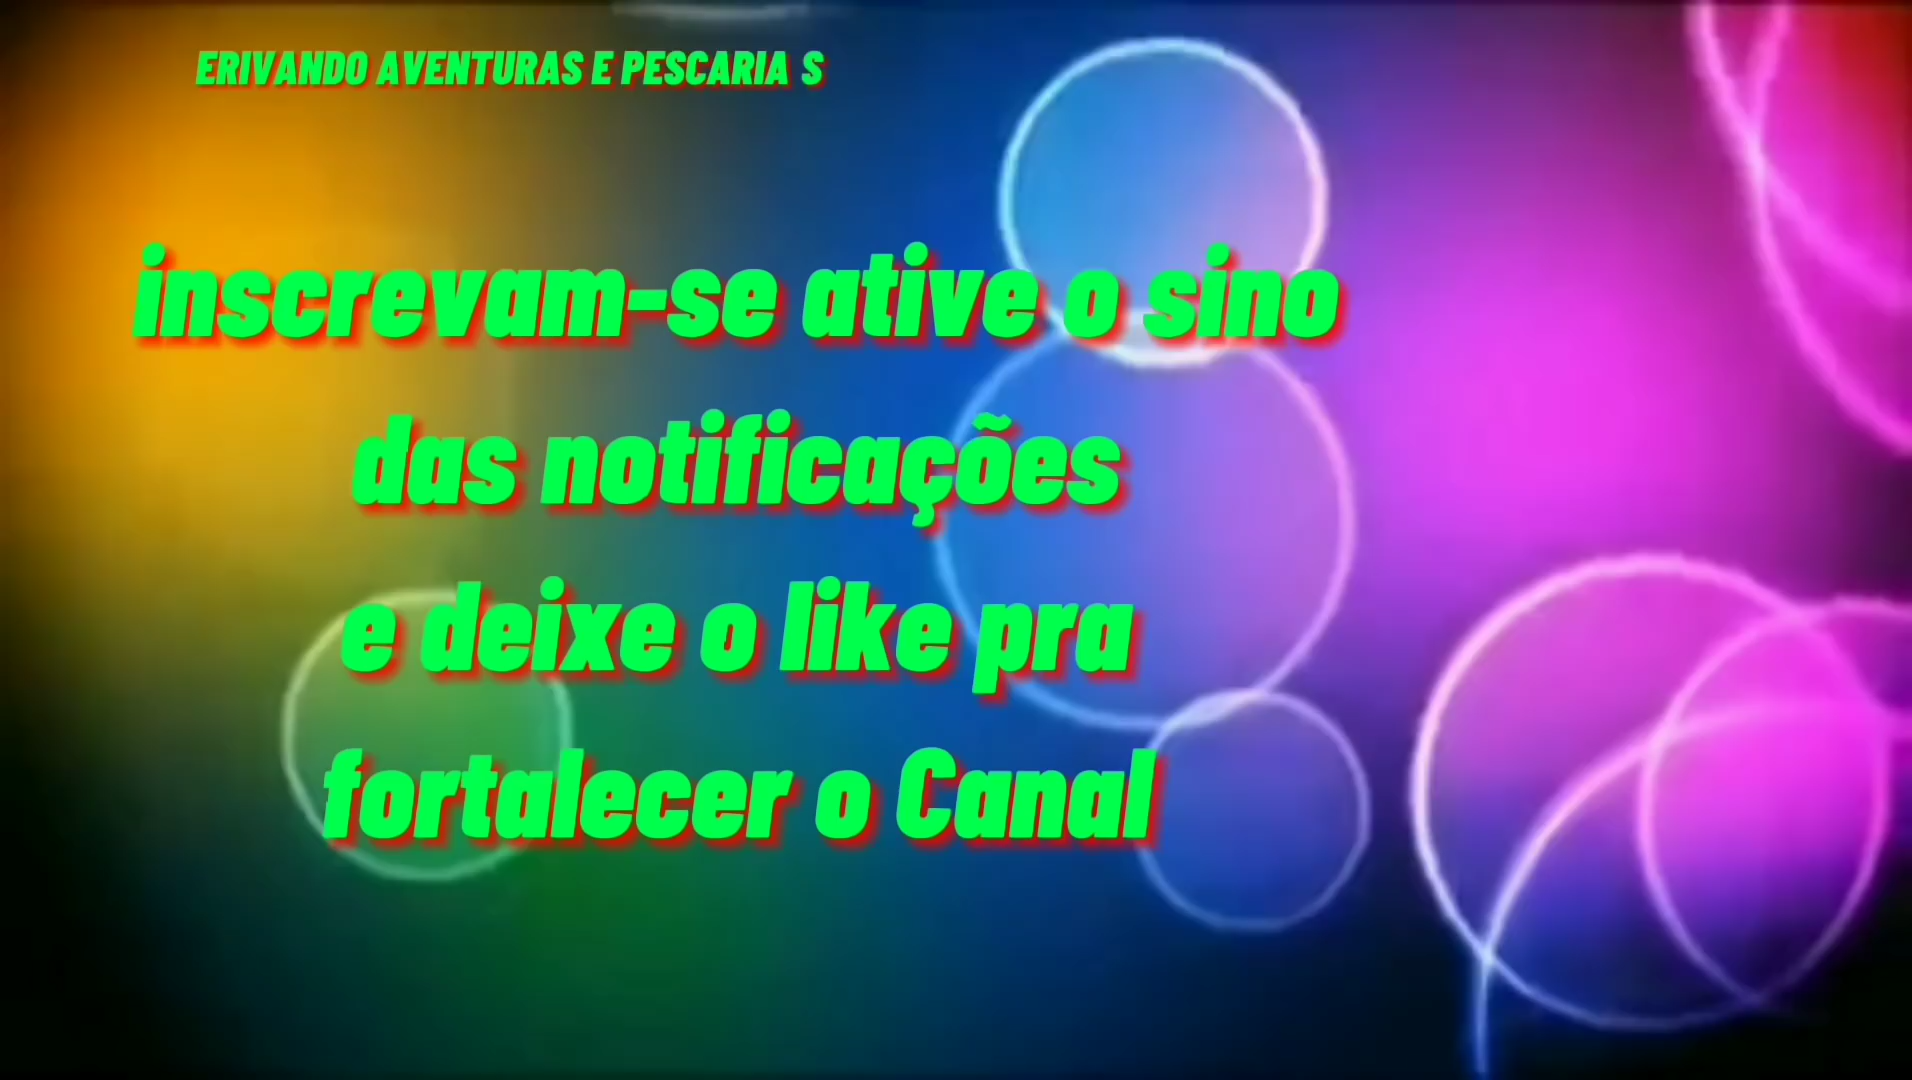 ERIVANDO AVENTURAS E PESCARIA S
inscrevam-se ative o sino
das notificações
e deixe o like pra
fortalecer o Canal